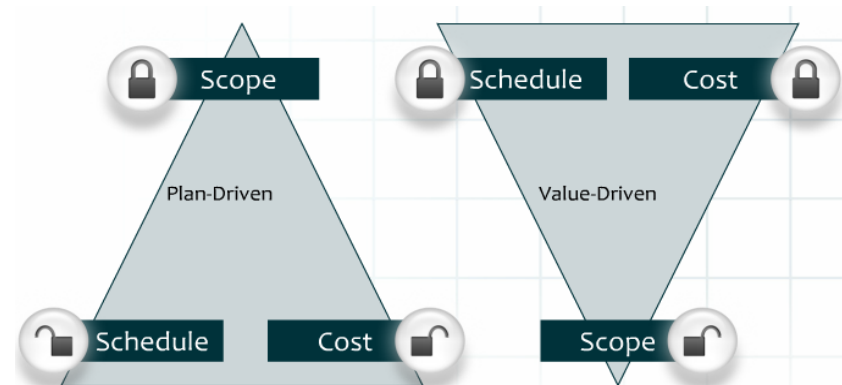 Scope
Schedule
Cost
Plan-Driven
Value-Driven
Schedule
Cost
Scope